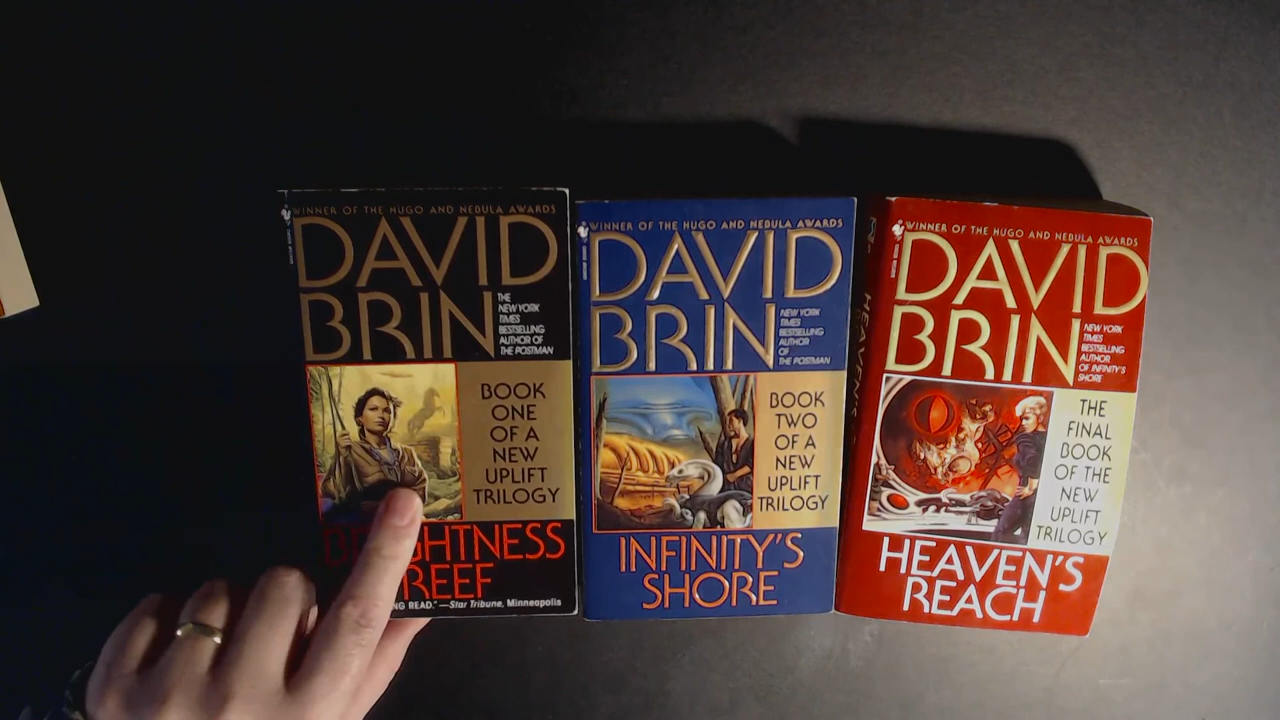 WINNER OF THE HUGO AND NEBULA AWARDS
DAVID
BRIN
THE
NEW YORK
TIMES
BESTSELLING
AUTHOR OF
THE POSTMAN
BOOK
ONE
OF A
NEW
UPLIFT
TRILOGY
GHTNESS
REEF
NG READ." —Star Tribune, Minneapolis
WINNER OF THE HUGO AND NEBULA AWARDS
DAVID
BRIN
NEW YORK
TIMES
BESTSELLING
AUTHOR
OF
THE POSTMAN
BOOK
TWO
OF A
NEW
UPLIFT
TRILOGY
INFINITY'S
SHORE
HEAVEN'S
WINNER OF THE HUGO AND NEBULA AWARDS
DAVID
BRIN
NEW YORK
TIMES
BESTSELLING
AUTHOR
OF INFINITY'S
SHORE
THE
FINAL
BOOK
OF THE
NEW
UPLIFT
TRILOGY
HEAVEN'S
REACH